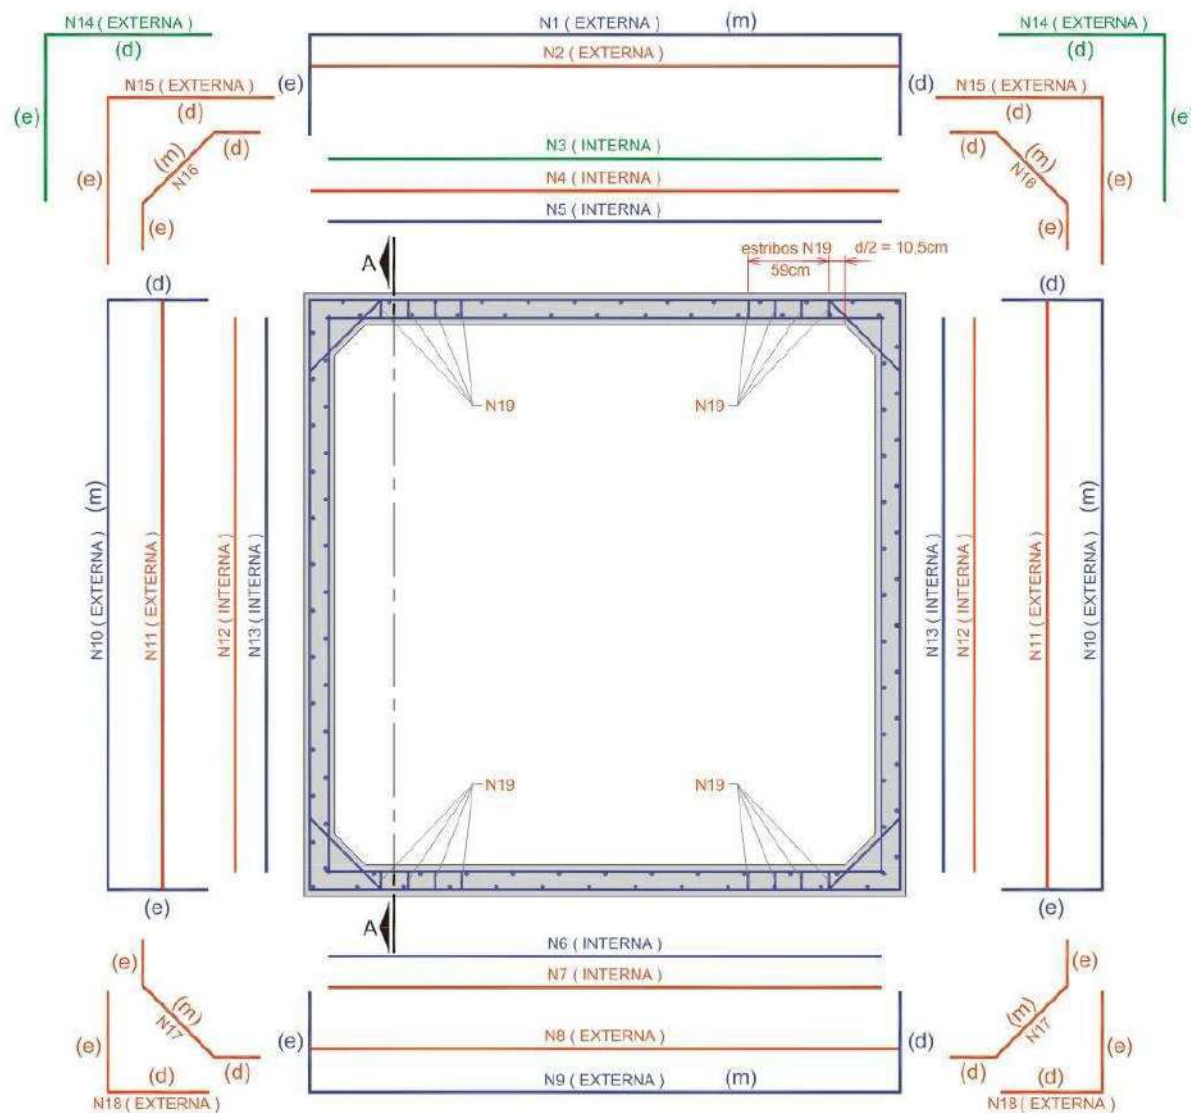 N14 ( EXTERNA )
(d)
(e)
N15 ( EXTERNA )
(d)
(e)
(m)
N16
(d)
(e)
N1 ( EXTERNA )
(m)
N2 ( EXTERNA )
(e)
(d)
N3 ( INTERNA )
N4 ( INTERNA )
N5 ( INTERNA )
N14 ( EXTERNA )
(d)
(e)
N15 ( EXTERNA )
(d)
(e)
(m)
N16
(d)
(e)
A
estribos N19
d/2 = 10,5cm
59cm
(d)
(m)
N10 ( EXTERNA )
N11 ( EXTERNA )
N12 ( INTERNA )
N13 ( INTERNA )
(e)
N19
N19
N19
N19
(d)
N13 ( INTERNA )
N12 ( INTERNA )
N11 ( EXTERNA )
N10 ( EXTERNA )
(m)
(e)
A
(e)
(m)
N17
(d)
(e)
(d)
N18 ( EXTERNA )
N6 ( INTERNA )
N7 ( INTERNA )
(e)
N8 ( EXTERNA )
(d)
N9 ( EXTERNA )
(m)
(e)
(m)
N17
(d)
(d)
(e)
N18 ( EXTERNA )